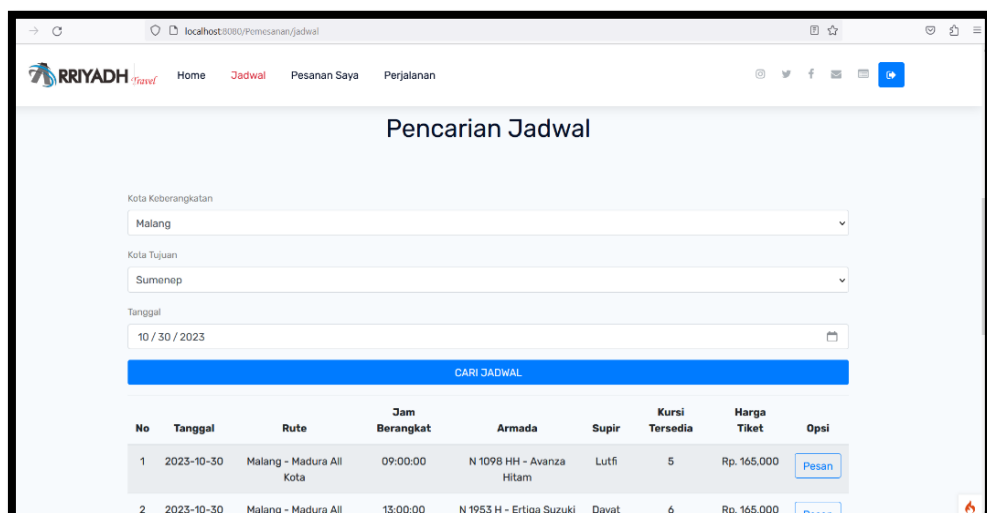 localhost:8080/Pemesanan/jadwal
RRIYADH Travel Home Jadwal Pesanan Saya Perjalanan
Pencarian Jadwal
Kota Keberangkatan
Malang
Kota Tujuan
Sumenep
Tanggal
10 / 30 / 2023
CARI JADWAL
No Tanggal Rute Jam Berangkat Armada Supir Kursi Tersedia Harga Tiket Opsi
1 2023-10-30 Malang - Madura All Kota 09:00:00 N 1098 HH - Avanza Hitam Lutfi 5 Rp. 165,000 Pesan
2 2023-10-30 Malang - Madura All 13:00:00 N 1953 H - Ertiga Suzuki Dayat 6 Rp. 165,000 Pesan